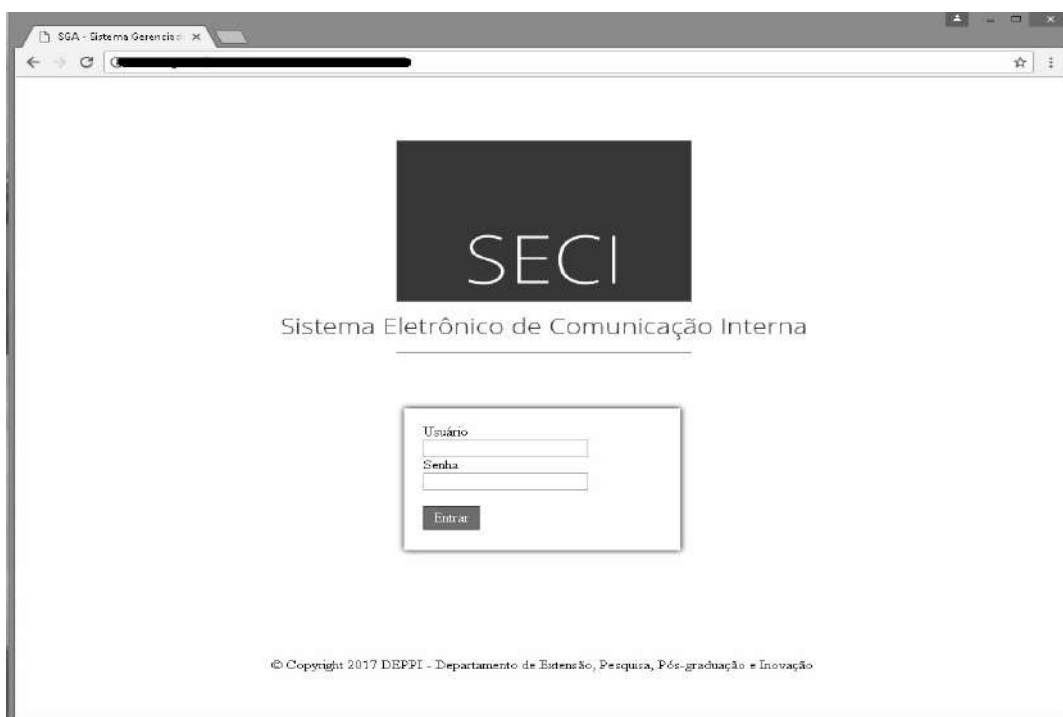 SGA - Sistema Gerencia
SECI
Sistema Eletrônico de Comunicação Interna
Usuário
Senha
Entrar
© Copyright 2017 DEPPI - Departamento de Extensão, Pesquisa, Pós-graduação e Inovação